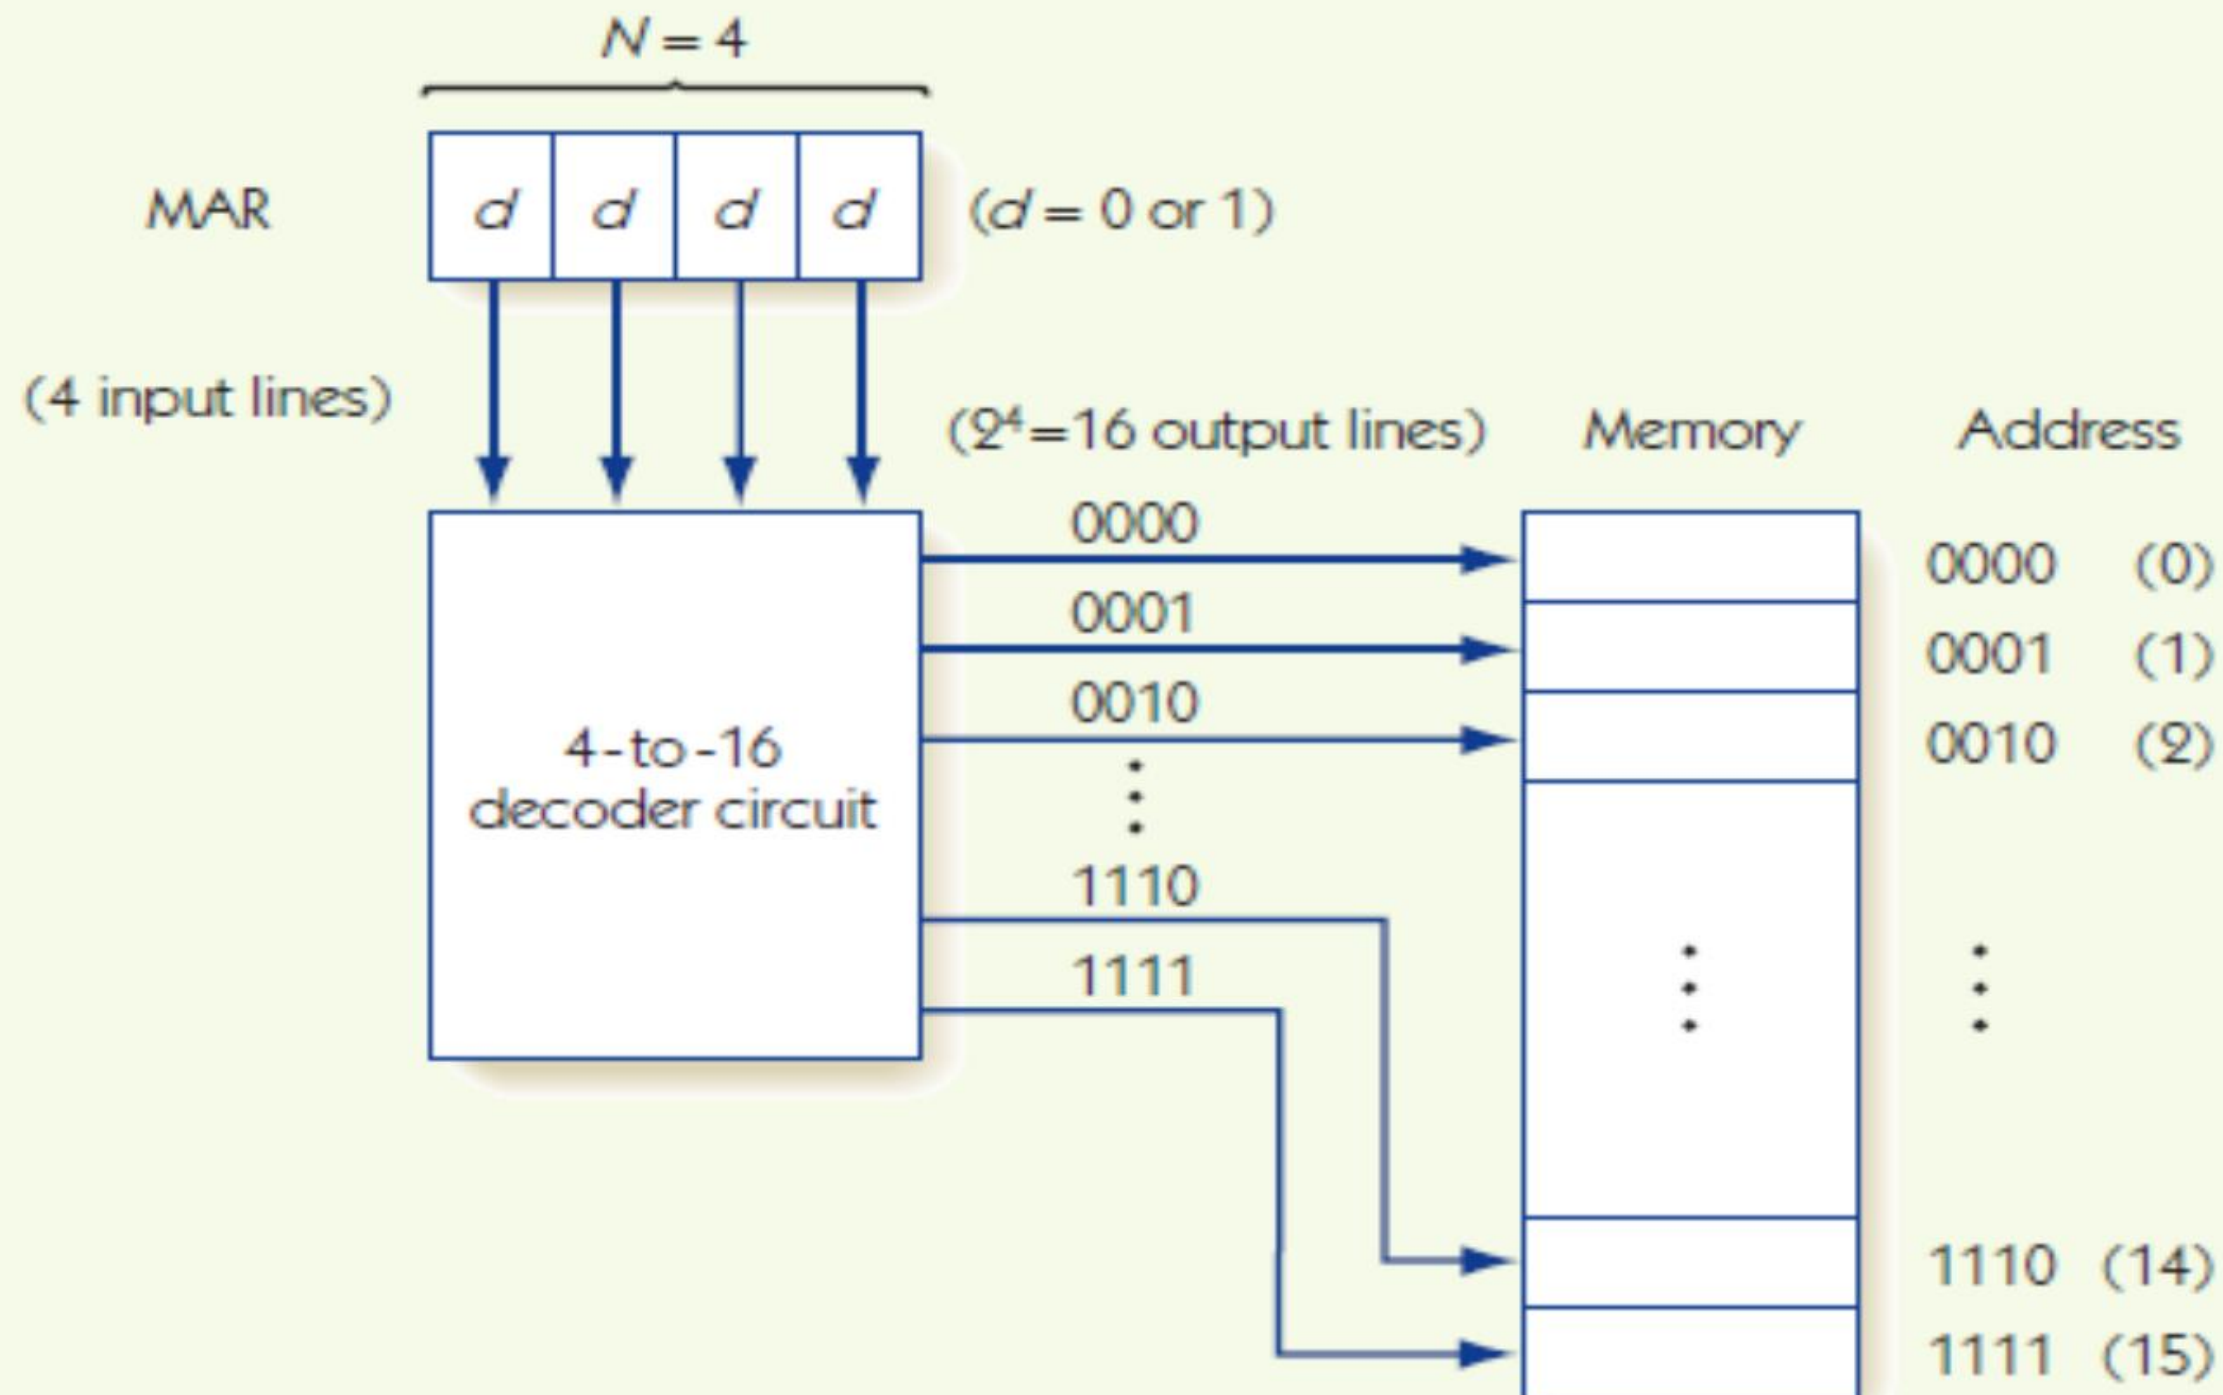 N = 4
MAR
d d d d
(d = 0 or 1)
(4 input lines)
(2⁴=16 output lines)
Memory
Address
0000
0000 (0)
0001
0001 (1)
0010
0010 (2)
4-to-16
decoder circuit
1110
1111
1110 (14)
1111 (15)